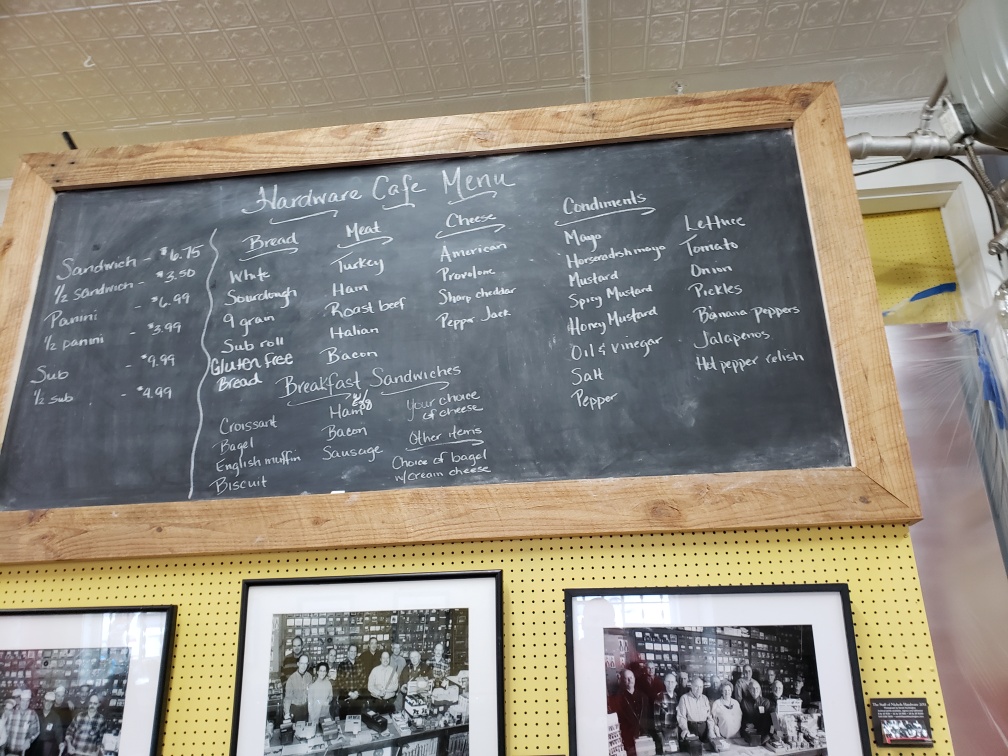 Hardware Cafe Menu
Sandwich - $6.75
1/2 Sandwich - $3.50
Panini - $6.99
1/2 panini - $3.99
Sub - $9.99
1/2 sub - $4.99
Bread
White
Sourdough
9 grain
Sub roll
Gluten free
Bread
Meat
Turkey
Ham
Roast beef
Italian
Bacon
Cheese
American
Provolone
Sharp cheddar
Pepper Jack
Condiments
Mayo
Horseradish mayo
Mustard
Spicy Mustard
Honey Mustard
Oil & Vinegar
Salt
Pepper
Lettuce
Tomato
Onion
Pickles
Banana peppers
Jalapenos
Hot pepper relish
Breakfast Sandwiches
Croissant
Bagel
English muffin
Biscuit
Ham
Bacon
Sausage
Your choice
of cheese
Other items
Choice of bagel
w/cream cheese